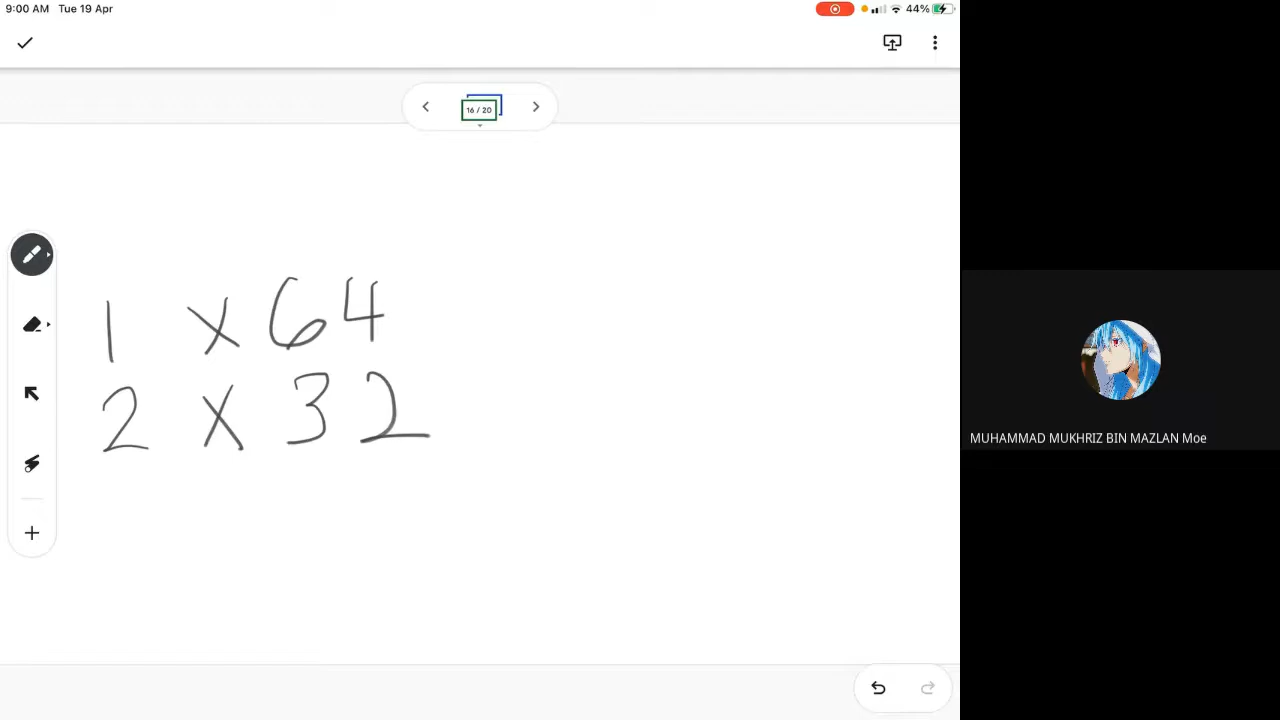 9:00 AM Tue 19 Apr 44%
16 / 20
1 x 64
2 x 32
MUHAMMAD MUKHRIZ BIN MAZLAN Moe